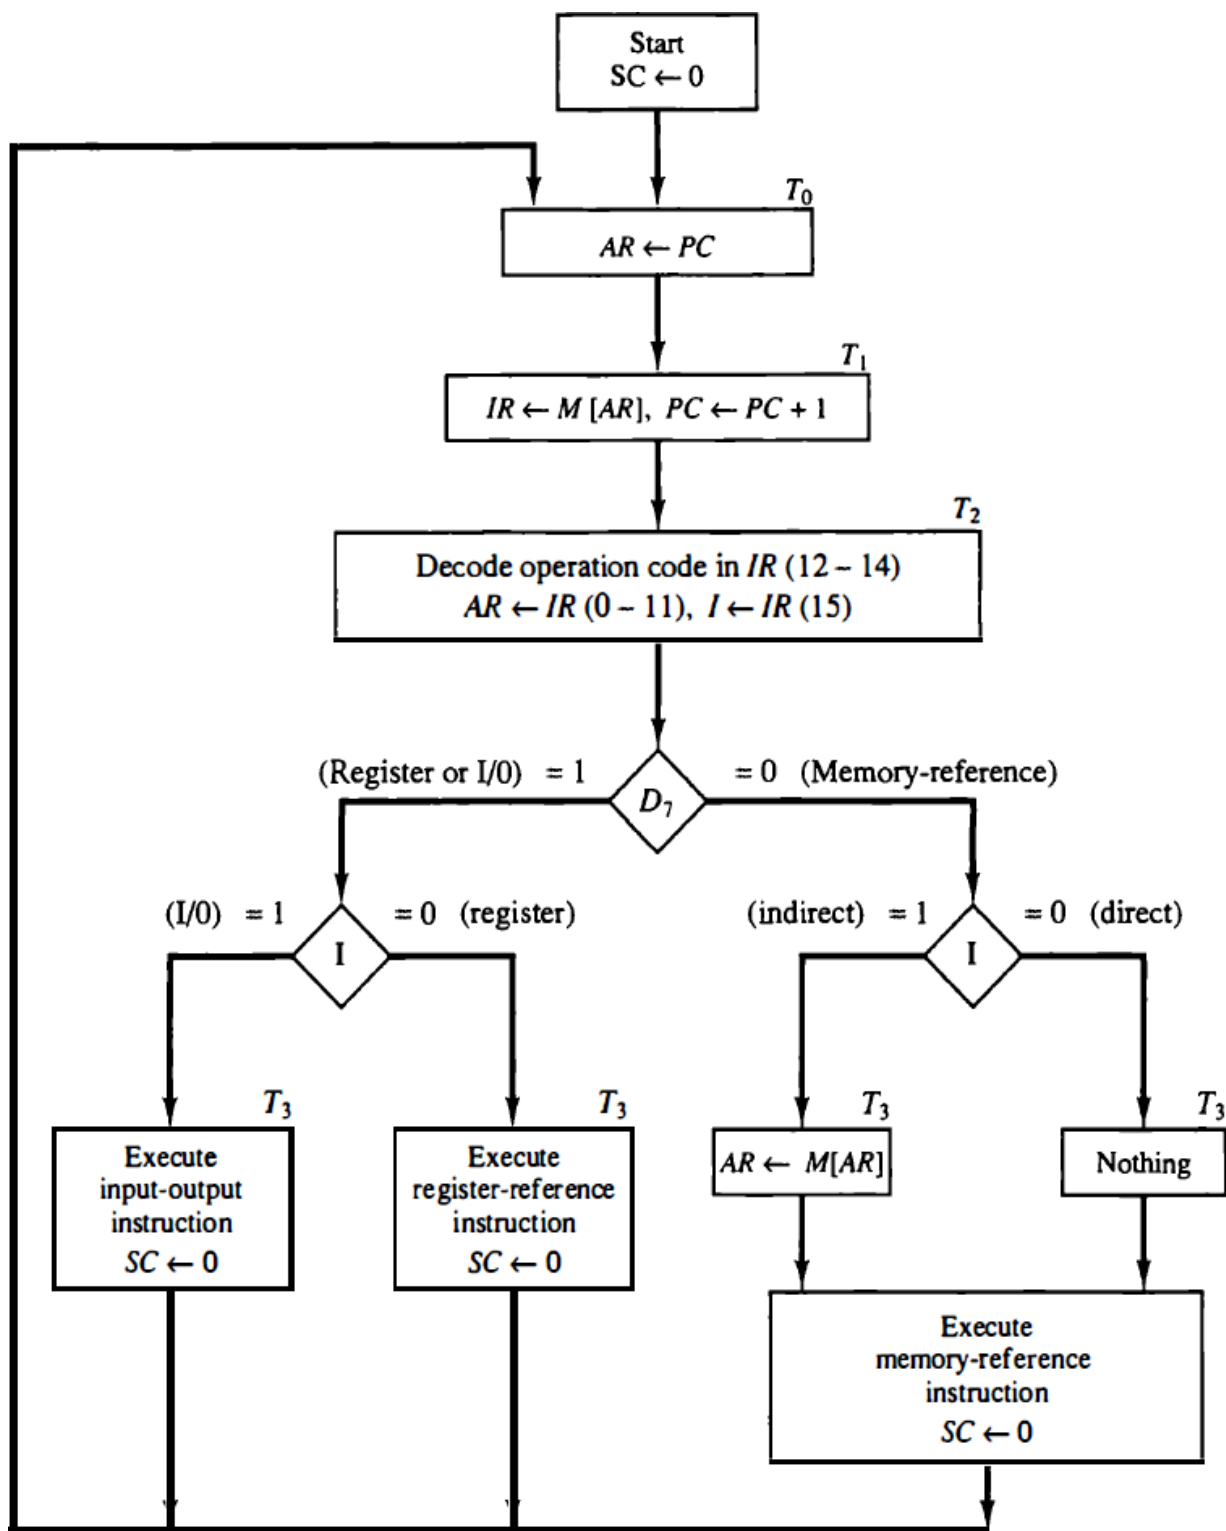 Start
SC ← 0
T₀
AR ← PC
T₁
IR ← M [AR], PC ← PC + 1
T₂
Decode operation code in IR (12 – 14)
AR ← IR (0 – 11), I ← IR (15)
(Register or I/0) = 1
= 0 (Memory-reference)
D₇
(I/0) = 1
= 0 (register)
(indirect) = 1
= 0 (direct)
I
I
T₃
T₃
T₃
T₃
Execute
input-output
instruction
SC ← 0
Execute
register-reference
instruction
SC ← 0
AR ← M[AR]
Nothing
Execute
memory-reference
instruction
SC ← 0